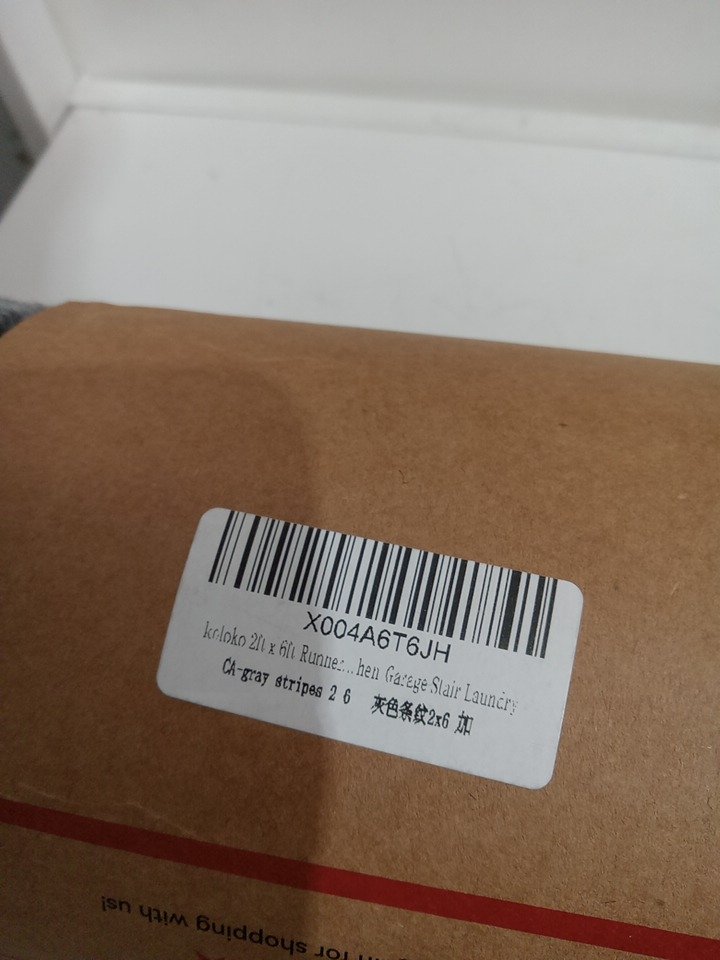 X004A6T6JH
2ft x 6ft Runner...hen Garage Stair Laundry
CA-gray stripes 2 6 灰色条纹2x6 加
for shopping with us!